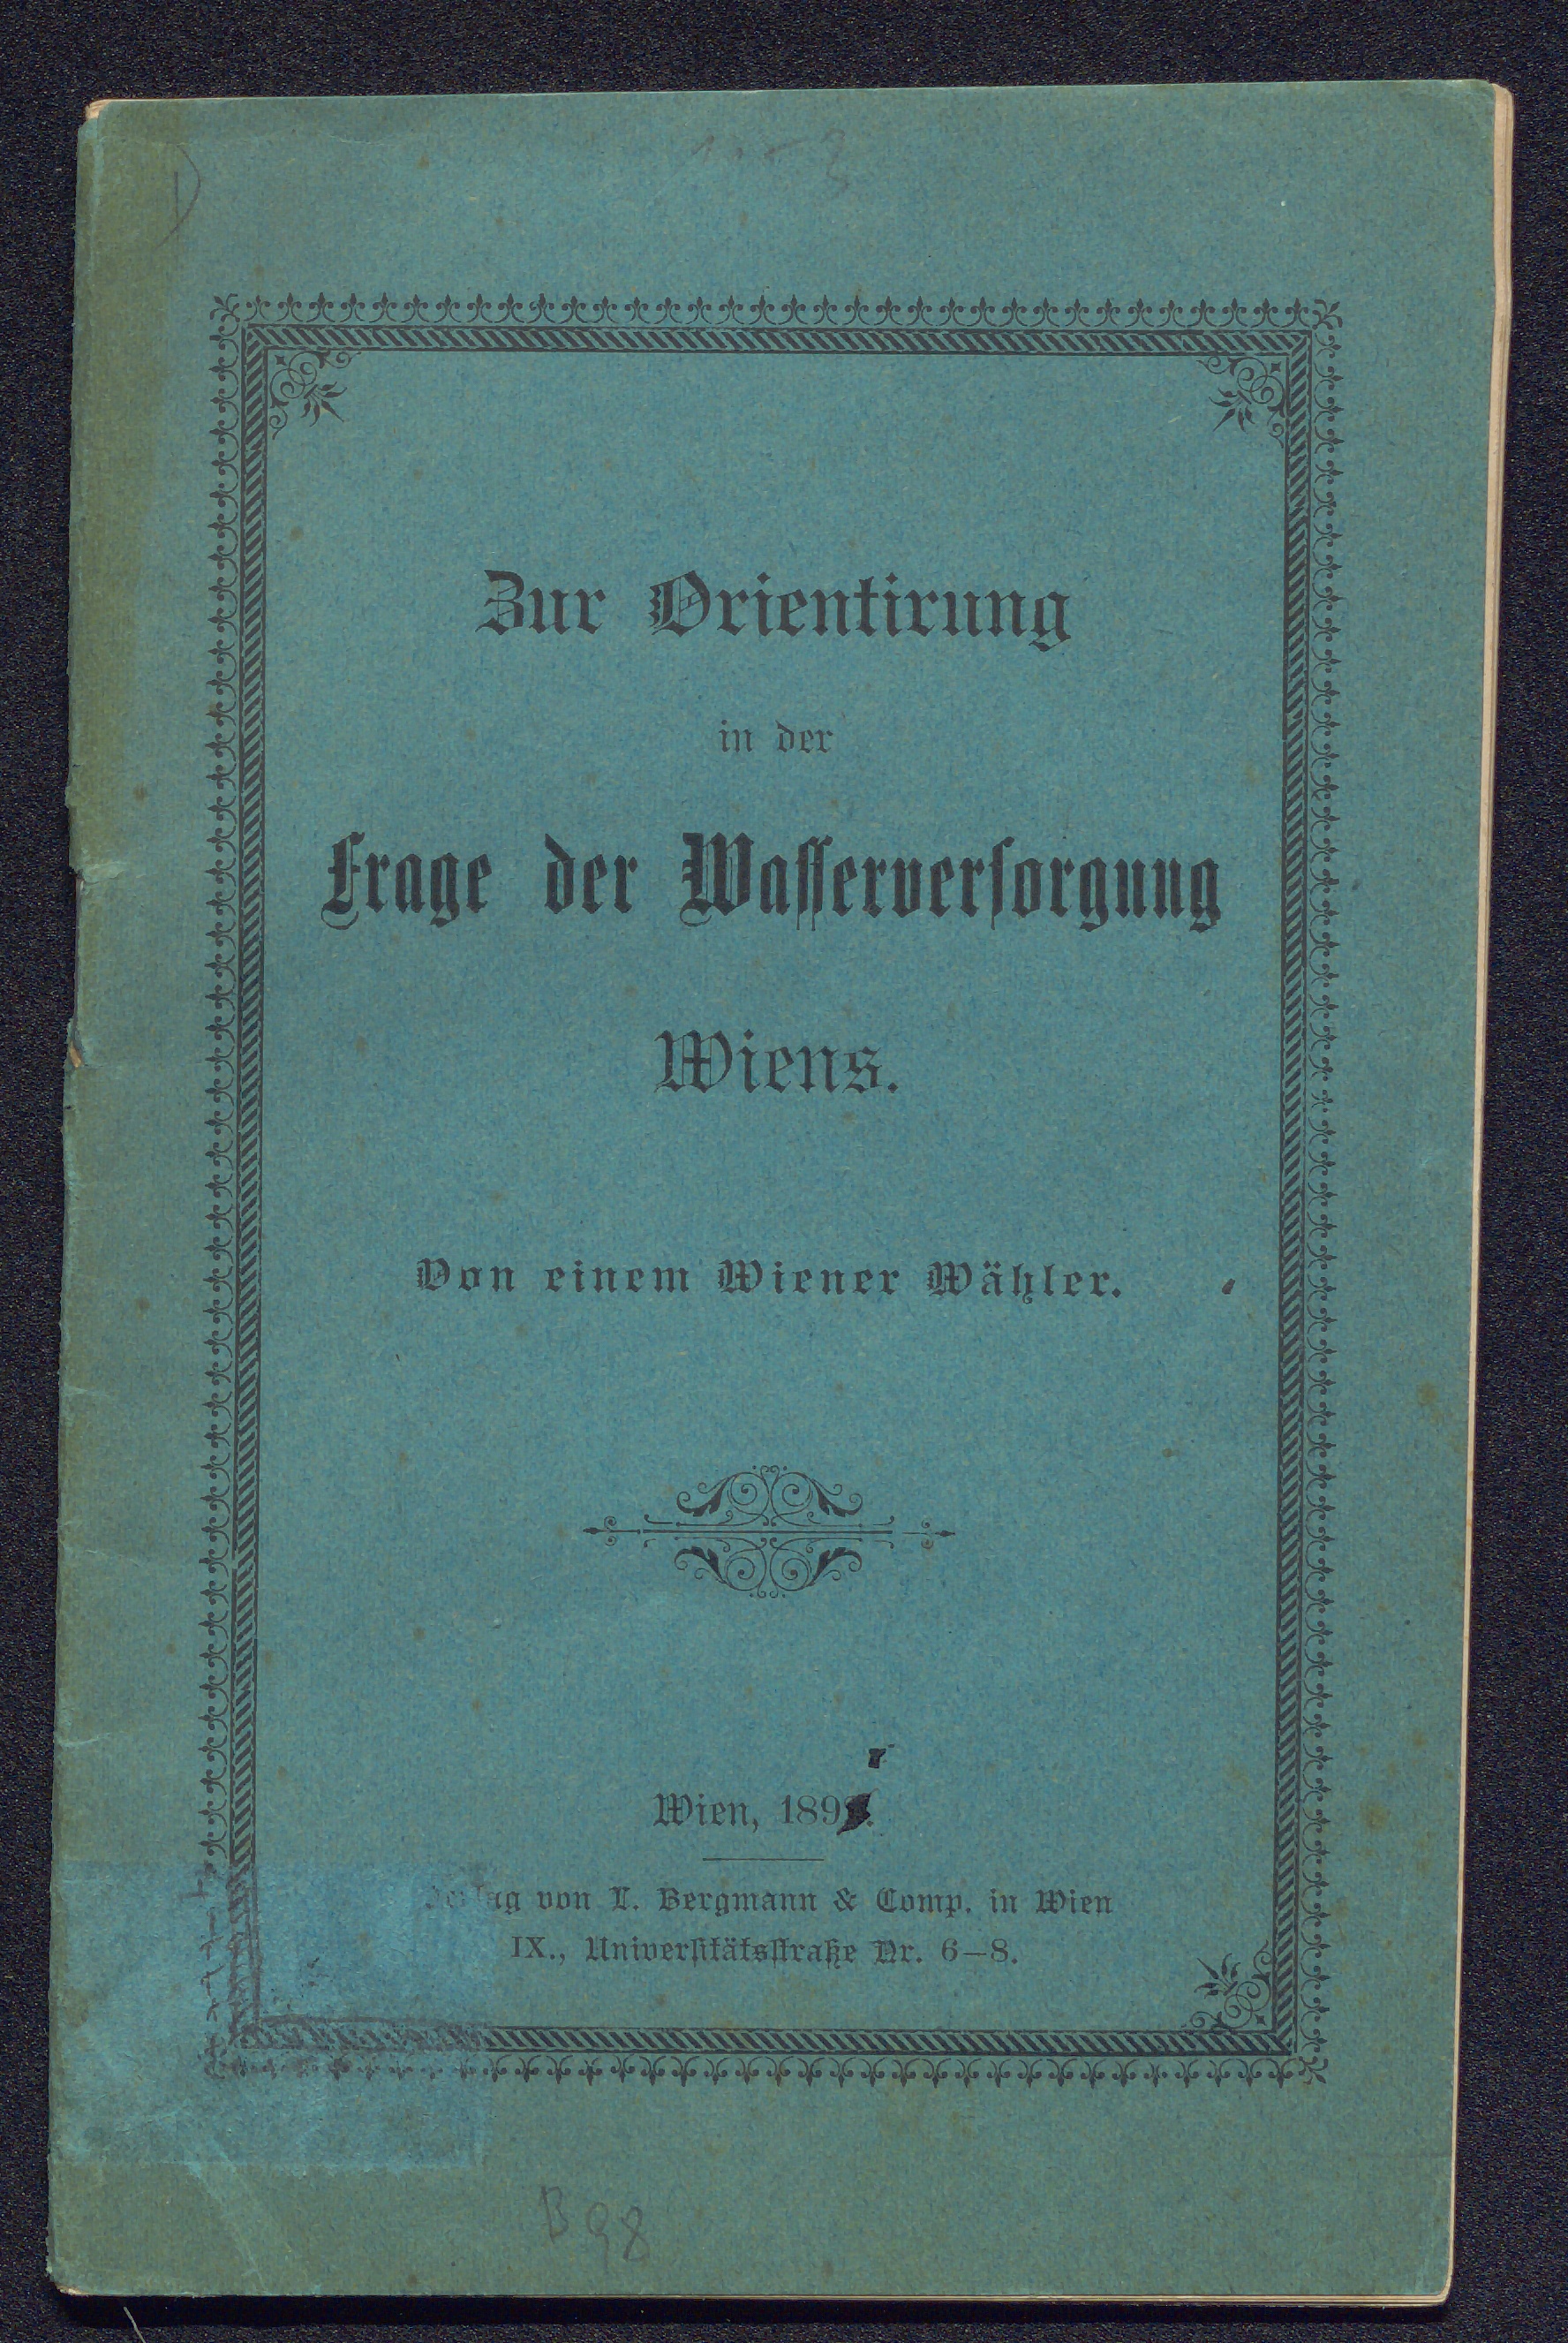 Zur Orientirung
in der
Frage der Wasserversorgung
Wiens.
Von einem Wiener Wähler.
Wien, 189
von L. Bergmann & Comp. in Wien
IX., Universitätsstraße Nr. 6—8.
B 98